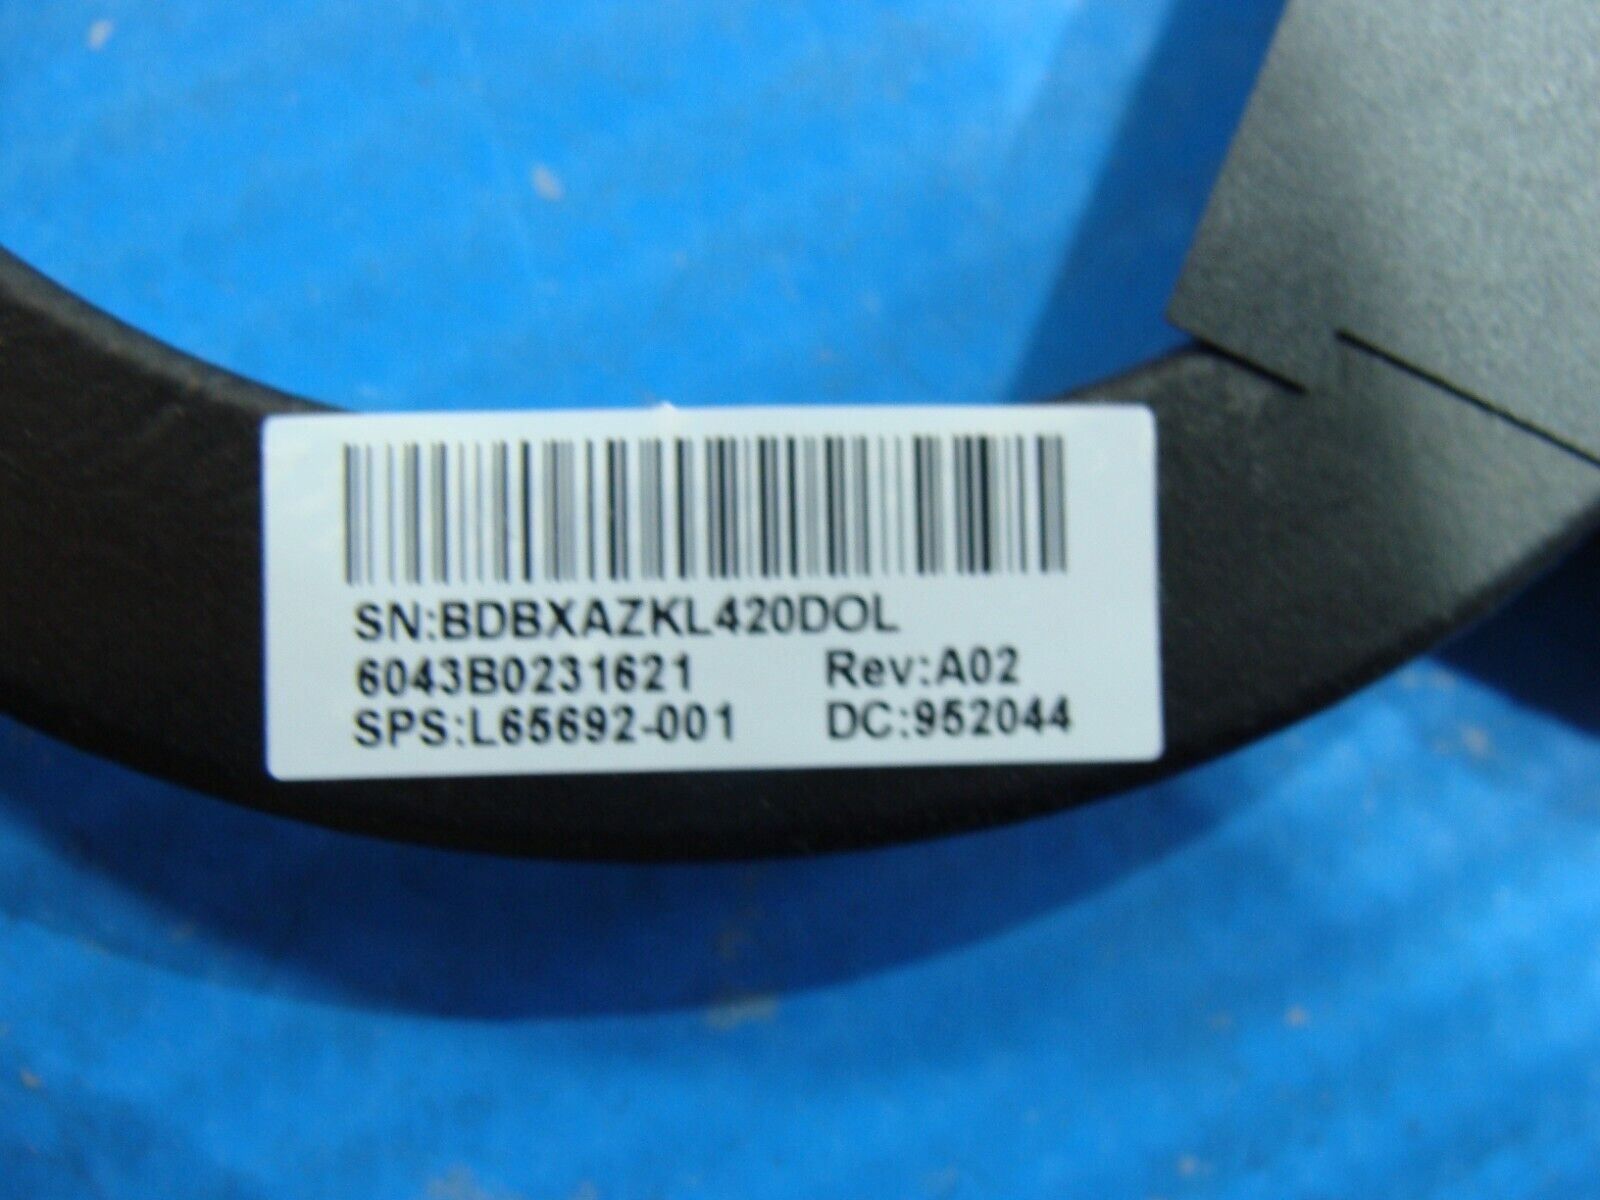 SN:BDBXAZKL420DOL
6043B0231621 Rev:A02
SPS:L65692-001 DC:952044